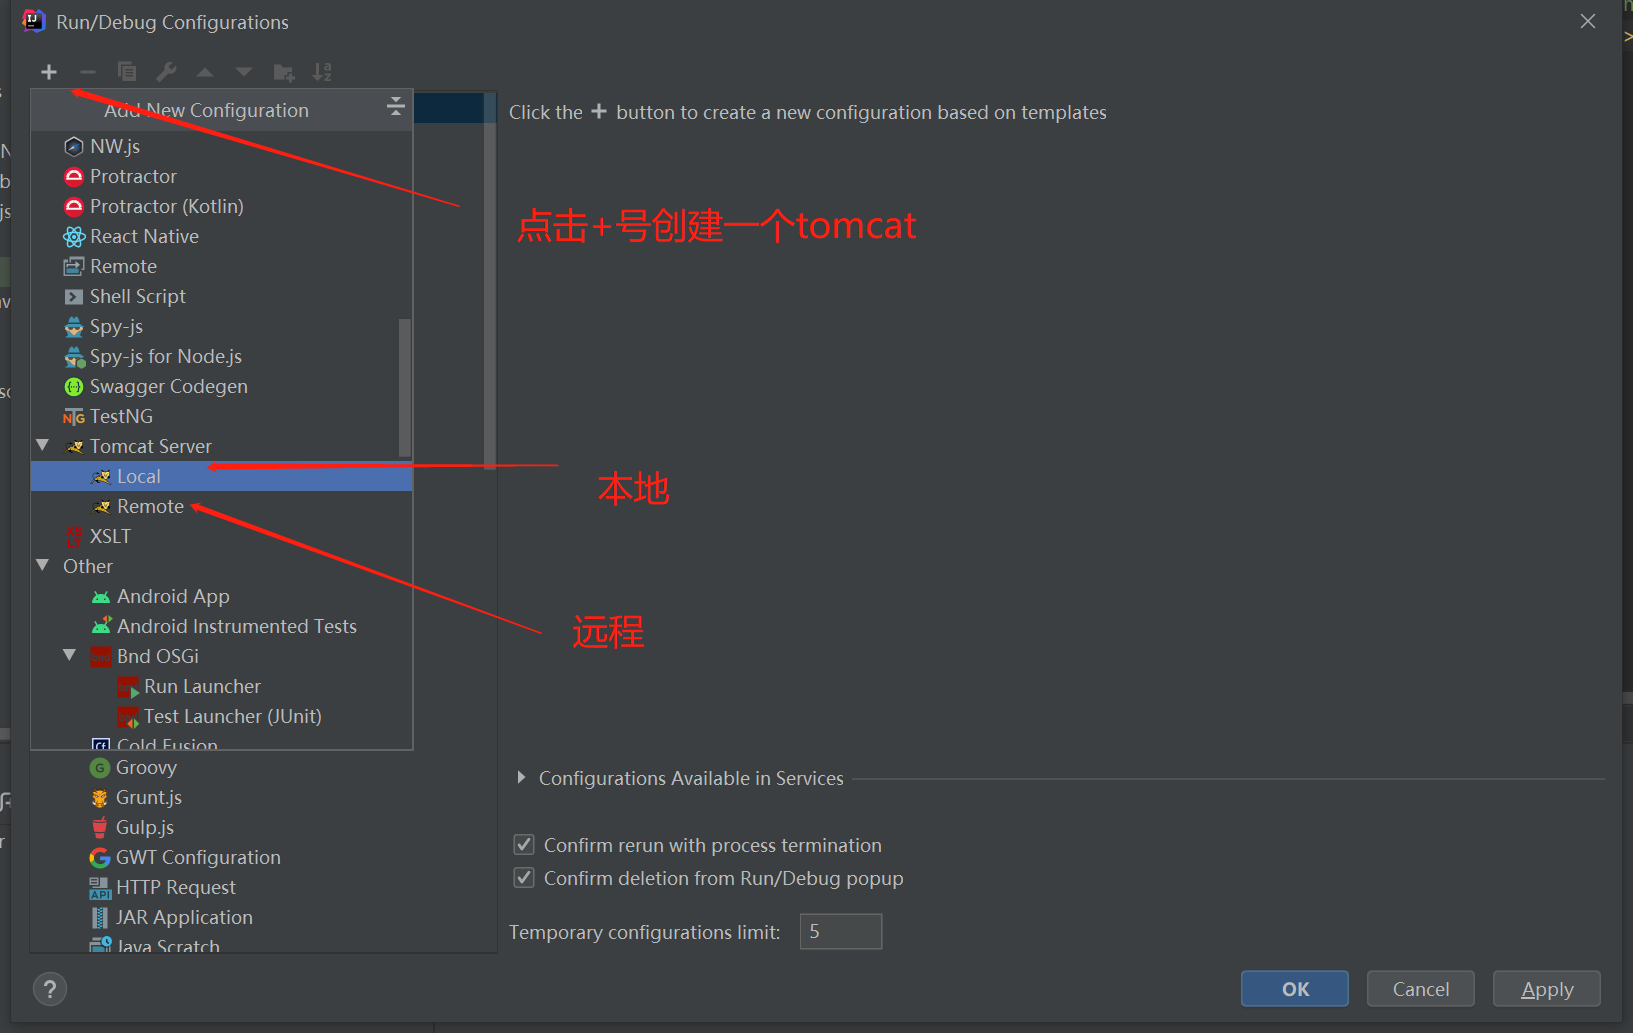 Run/Debug Configurations
Add New Configuration
NW.js
Protractor
Protractor (Kotlin)
React Native
Remote
Shell Script
Spy-js
Spy-js for Node.js
Swagger Codegen
TestNG
Tomcat Server
Local
Remote
XSLT
Other
Android App
Android Instrumented Tests
Bnd OSGi
Run Launcher
Test Launcher (JUnit)
Cold Fusion
Groovy
Grunt.js
Gulp.js
GWT Configuration
HTTP Request
JAR Application
Java Scratch
Click the + button to create a new configuration based on templates
点击+号创建一个tomcat
本地
远程
Configurations Available in Services
Confirm rerun with process termination
Confirm deletion from Run/Debug popup
Temporary configurations limit: 5
?
OK
Cancel
Apply